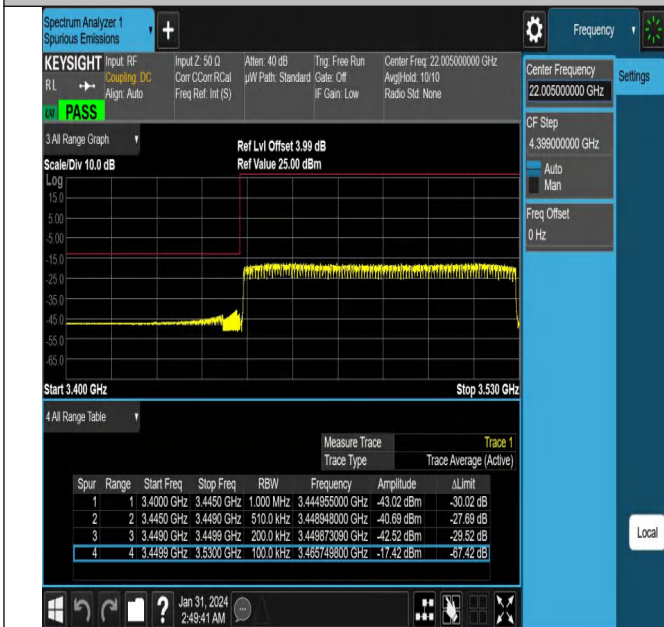 Spectrum Analyzer 1
Spurious Emissions
+
Frequency
KEYSIGHT Input: RF Input Z: 50 Ω Atten: 40 dB Trig: Free Run Center Freq: 22.005000000 GHz
RL Coupling: DC Corr CCorr RCal µW Path: Standard Gate: Off Avg|Hold: 10/10
Align: Auto Freq Ref: Int (S) IF Gain: Low Radio Std: None
PASS
Center Frequency
22.005000000 GHz
Settings
CF Step
4.399000000 GHz
Auto
Man
Freq Offset
0 Hz
3 All Range Graph
Ref Lvl Offset 3.99 dB
Scale/Div 10.0 dB Ref Value 25.00 dBm
Log
15.0
5.00
-5.00
-15.0
-25.0
-35.0
-45.0
-55.0
-65.0
Start 3.400 GHz Stop 3.530 GHz
4 All Range Table
Measure Trace Trace 1
Trace Type Trace Average (Active)
Spur Range Start Freq Stop Freq RBW Frequency Amplitude ΔLimit
1 1 3.4000 GHz 3.4450 GHz 1.000 MHz 3.444955000 GHz -43.02 dBm -30.02 dB
2 2 3.4450 GHz 3.4490 GHz 510.0 kHz 3.448948000 GHz -40.69 dBm -27.69 dB
3 3 3.4490 GHz 3.4499 GHz 200.0 kHz 3.449873090 GHz -42.52 dBm -29.52 dB
4 4 3.4499 GHz 3.5300 GHz 100.0 kHz 3.465749800 GHz -17.42 dBm -67.42 dB
Local
?
Jan 31, 2024
2:49:41 AM